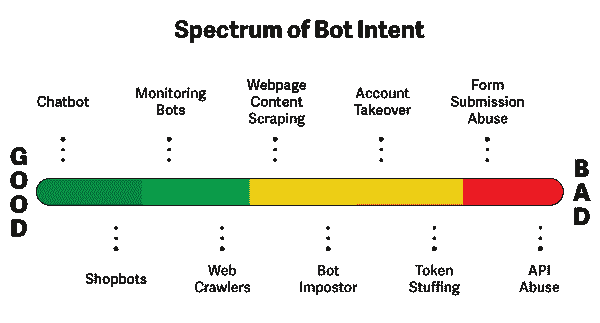 Spectrum of Bot Intent
Chatbot
Monitoring
Bots
Webpage
Content
Scraping
Account
Takeover
Form
Submission
Abuse
GOOD
BAD
Shopbots
Web
Crawlers
Bot
Impostor
Token
Stuffing
API
Abuse